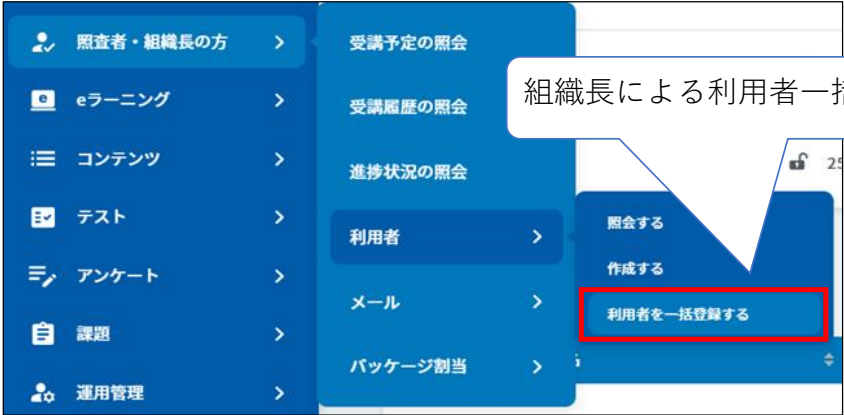 照査者・組織長の方
eラーニング
コンテンツ
テスト
アンケート
課題
運用管理
受講予定の照会
受講履歴の照会
進捗状況の照会
利用者
メール
パッケージ割当
組織長による利用者一括
25
照会する
作成する
利用者を一括登録する